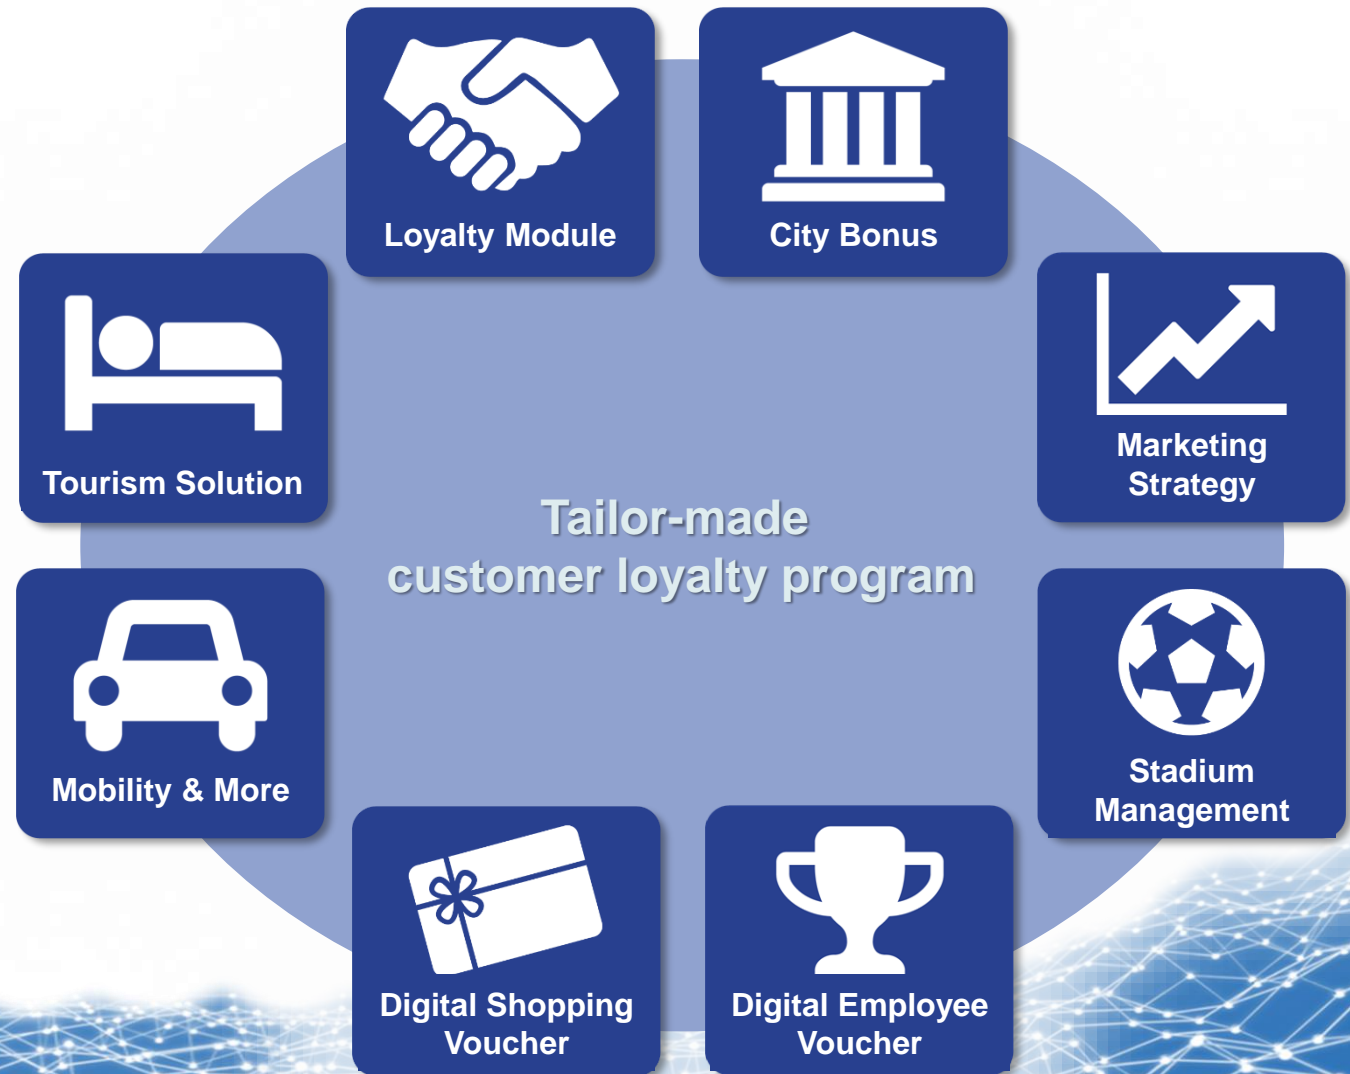 Loyalty Module
City Bonus
Tourism Solution
Marketing
Strategy
Tailor-made
customer loyalty program
Mobility & More
Stadium
Management
Digital Shopping
Voucher
Digital Employee
Voucher